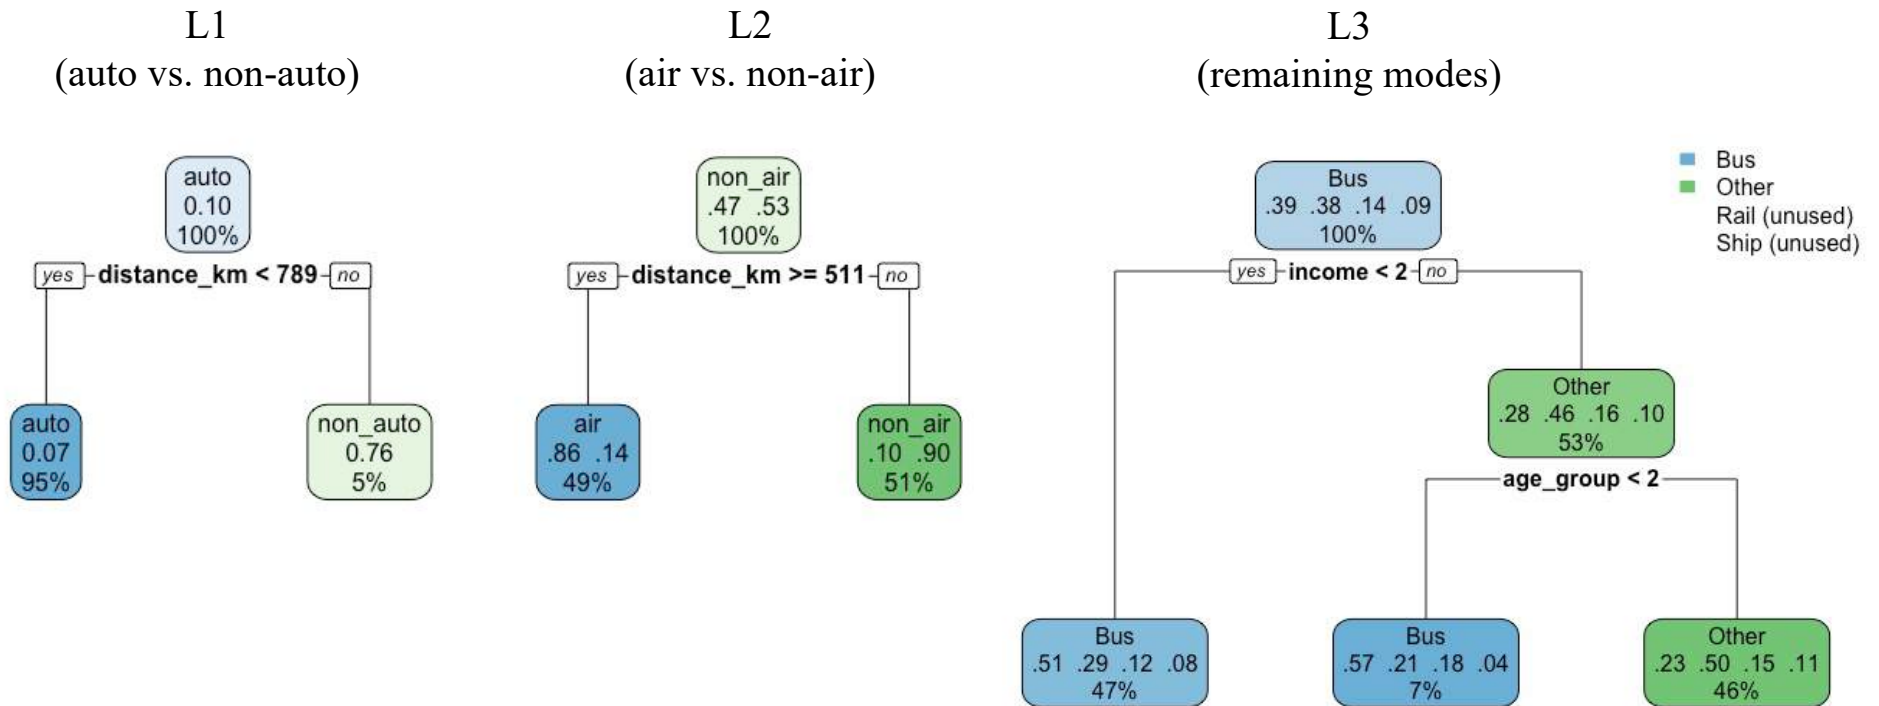 L1
(auto vs. non-auto)
auto
0.10
100%
yes distance_km < 789 no
auto
0.07
95%
non_auto
0.76
5%
L2
(air vs. non-air)
non_air
.47 .53
100%
yes distance_km >= 511 no
air
.86 .14
49%
non_air
.10 .90
51%
L3
(remaining modes)
Bus
Other
Rail (unused)
Ship (unused)
Bus
.39 .38 .14 .09
100%
yes income < 2 no
Other
.28 .46 .16 .10
53%
age_group < 2
Bus
.51 .29 .12 .08
47%
Bus
.57 .21 .18 .04
7%
Other
.23 .50 .15 .11
46%